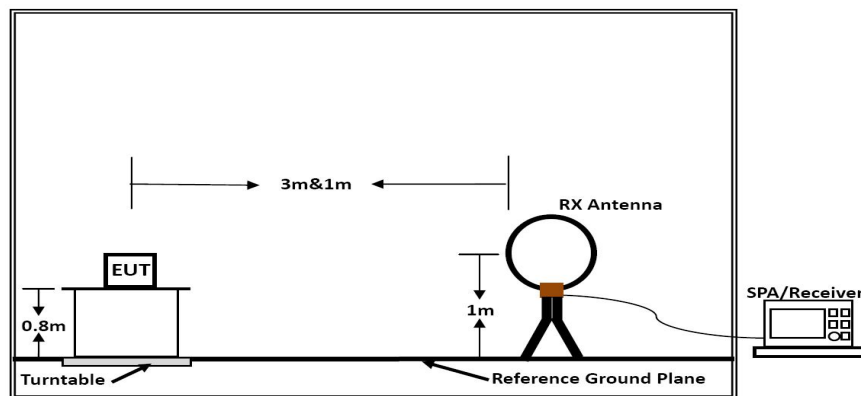 3m&1m
RX Antenna
EUT
SPA/Receiver
0.8m
1m
Turntable
Reference Ground Plane